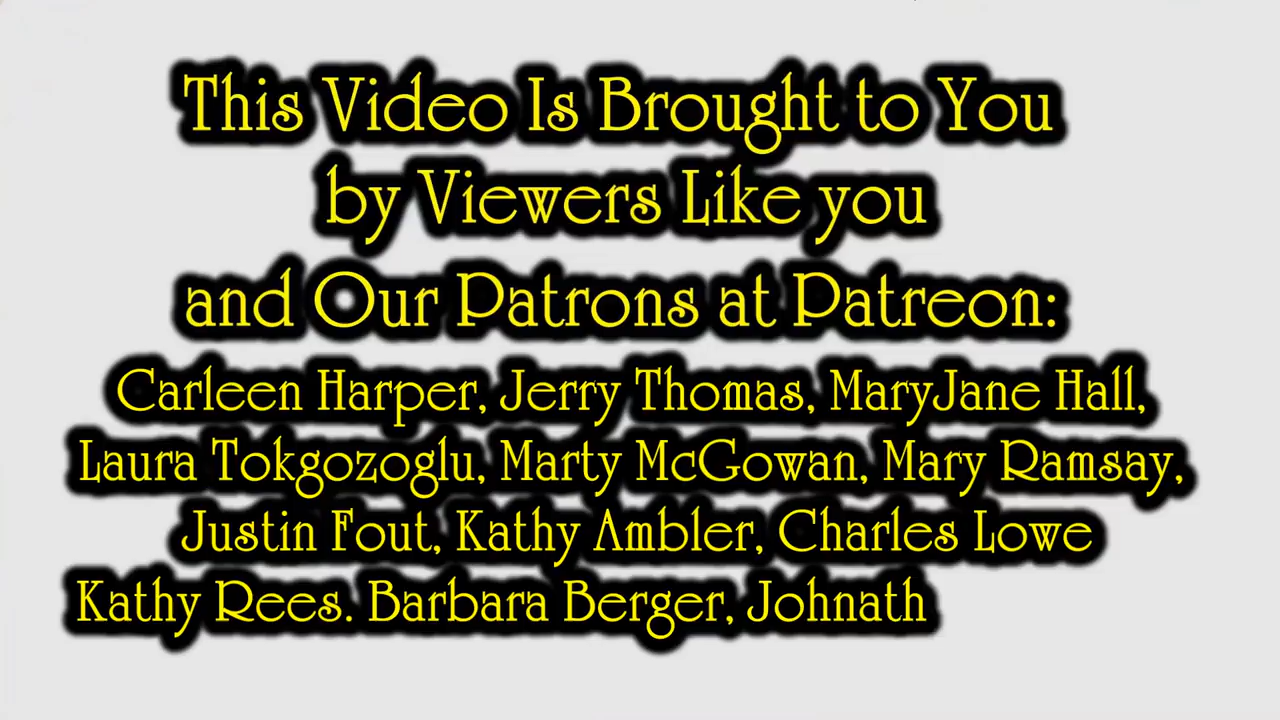 This Video Is Brought to You
by Viewers Like you
and Our Patrons at Patreon:
Carleen Harper, Jerry Thomas, MaryJane Hall,
Laura Tokgozoglu, Marty McGowan, Mary Ramsay,
Justin Fout, Kathy Ambler, Charles Lowe
Kathy Rees. Barbara Berger, Johnath